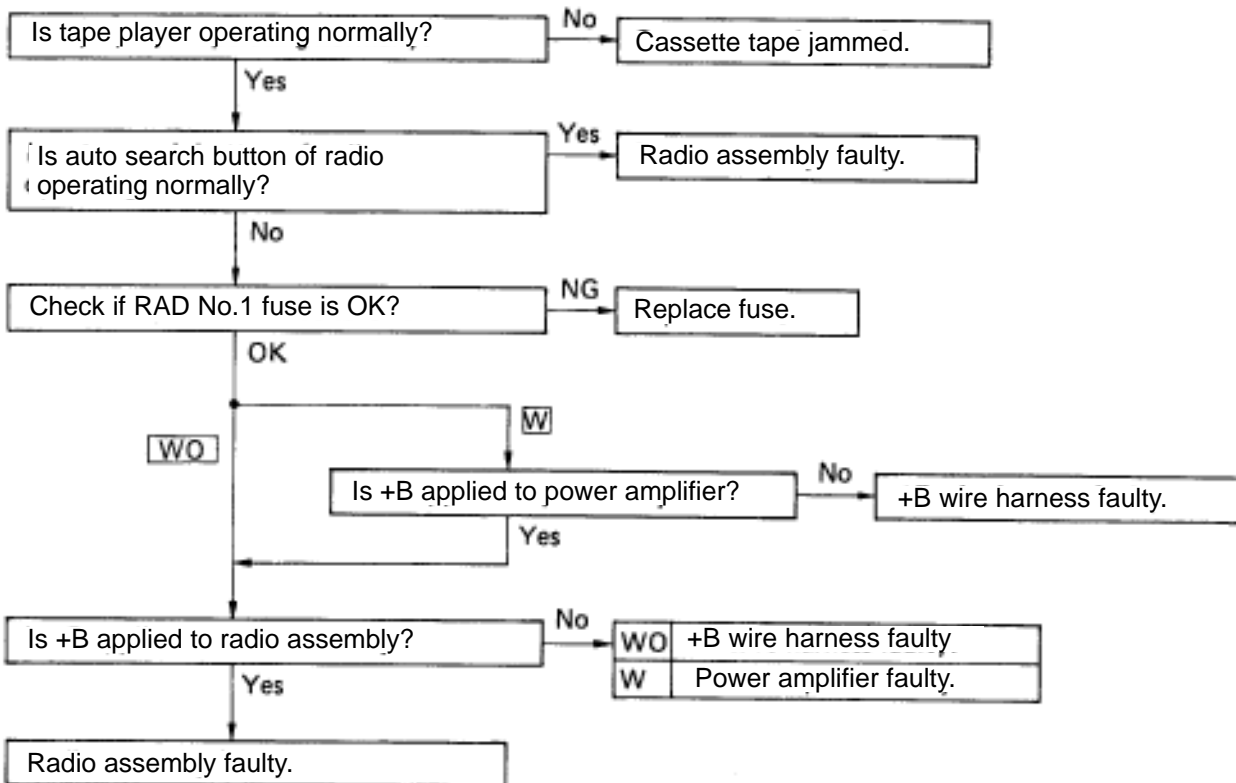 Is tape player operating normally?
No
Cassette tape jammed.
Yes
Is auto search button of radio
operating normally?
Yes
Radio assembly faulty.
No
Check if RAD No.1 fuse is OK?
NG
Replace fuse.
OK
WO
W
Is +B applied to power amplifier?
No
+B wire harness faulty.
Yes
Is +B applied to radio assembly?
No
WO +B wire harness faulty
W Power amplifier faulty.
Yes
Radio assembly faulty.